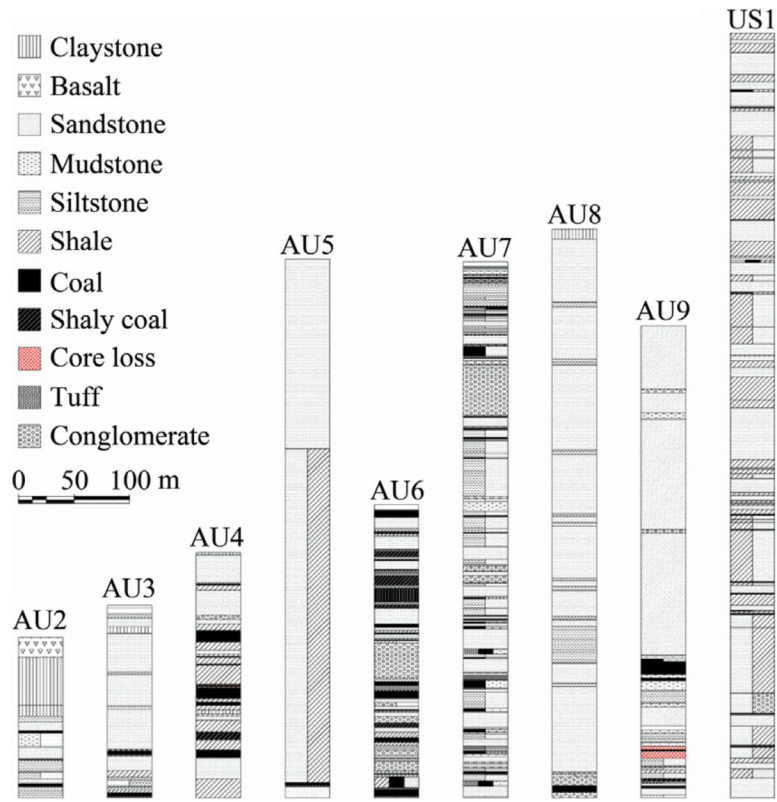 US1
Claystone
Basalt
Sandstone
Mudstone
Siltstone
Shale
Coal
Shaly coal
Core loss
Tuff
Conglomerate
0 50 100 m
AU8
AU5
AU7
AU9
AU6
AU4
AU3
AU2